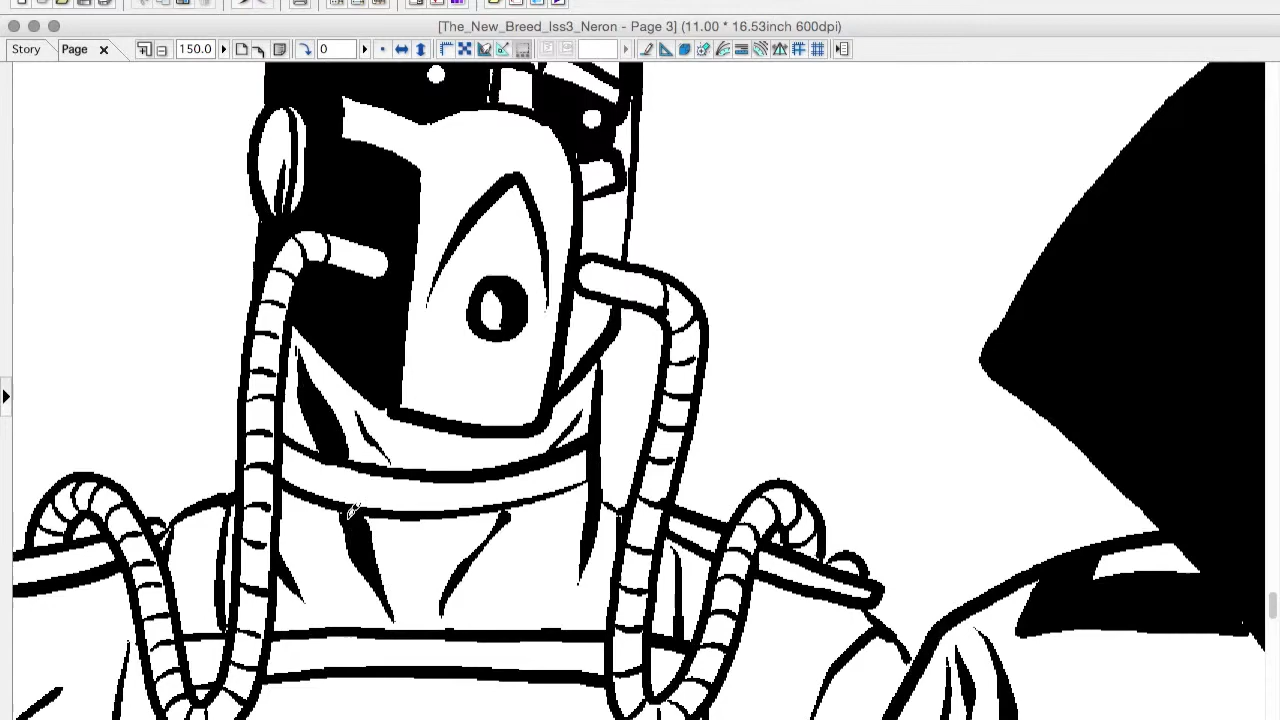 [The_New_Breed_Iss3_Neron - Page 3] (11.00 * 16.53inch 600dpi)
Story
Page
150.0
0